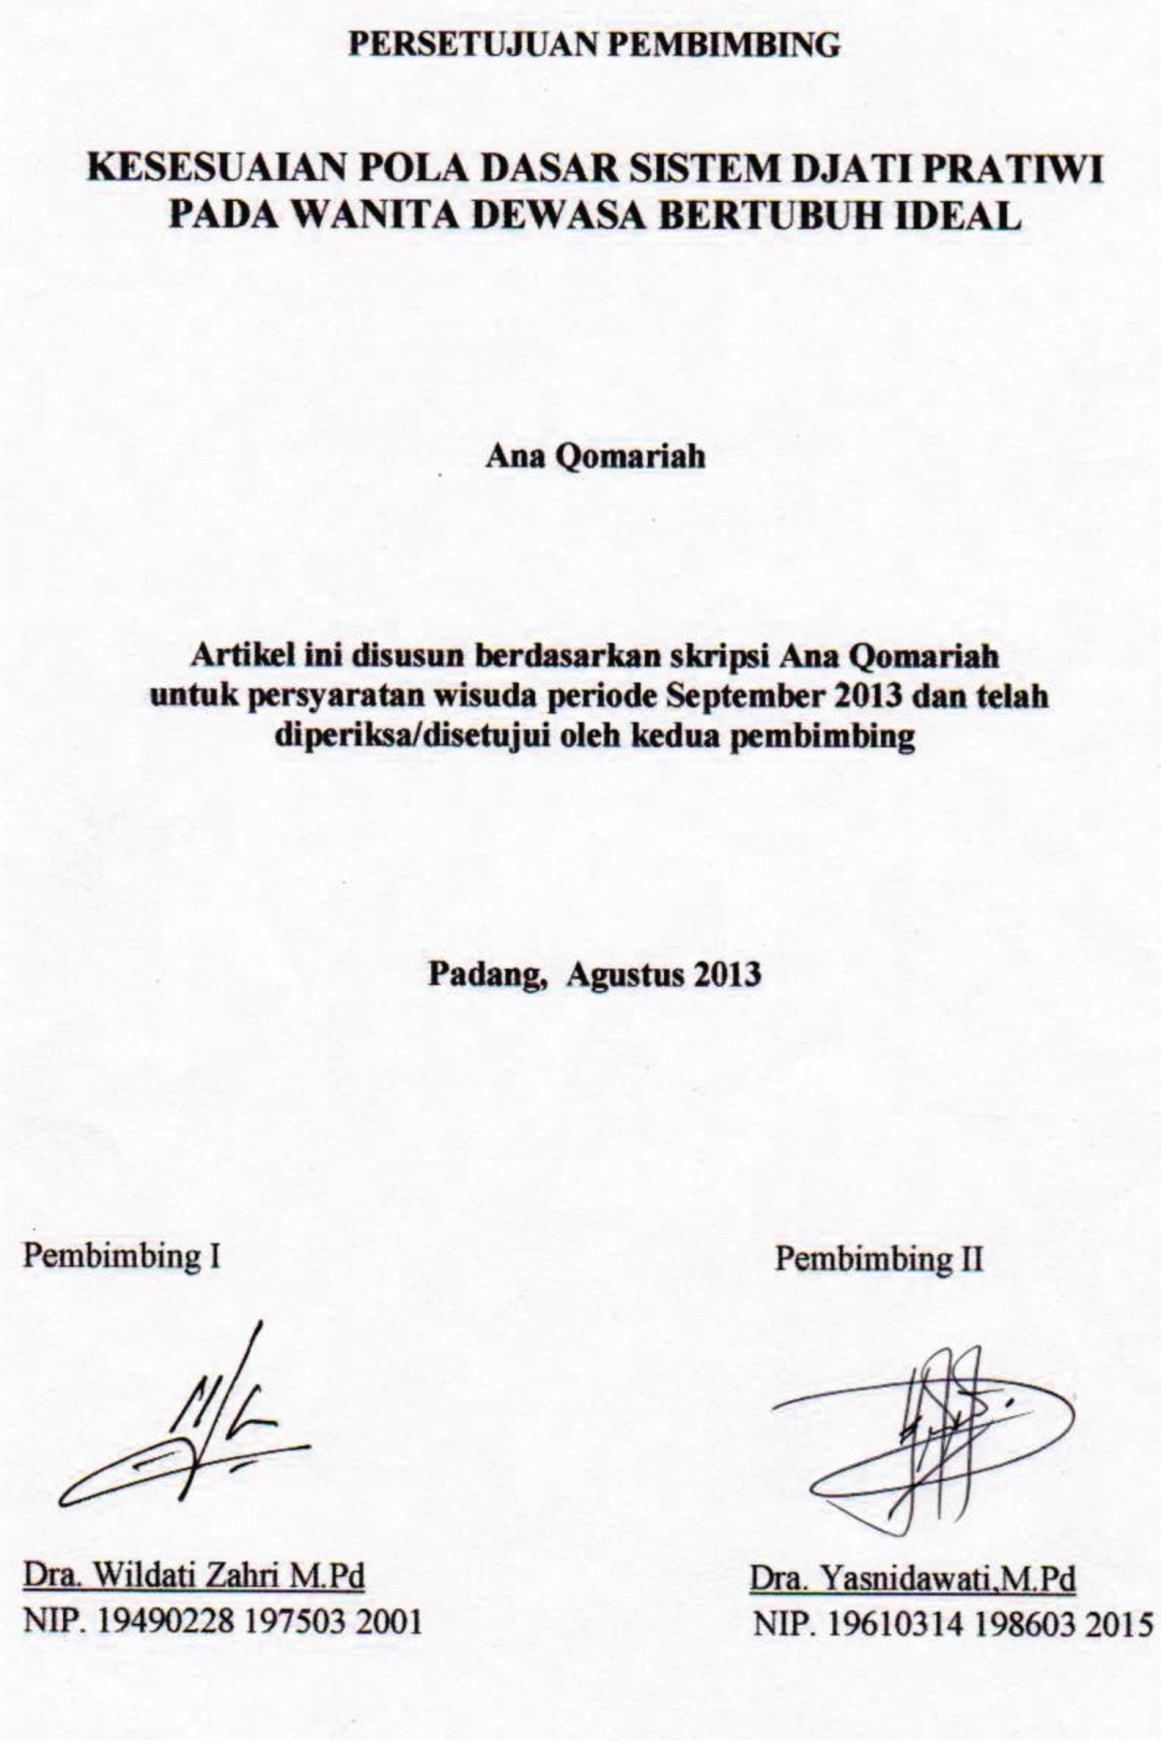 PERSETUJUAN PEMBIMBING
KESESUAIAN POLA DASAR SISTEM DJATI PRATIWI
PADA WANITA DEWASA BERTUBUH IDEAL
Ana Qomariah
Artikel ini disusun berdasarkan skripsi Ana Qomariah
untuk persyaratan wisuda periode September 2013 dan telah
diperiksa/disetujui oleh kedua pembimbing
Padang,  Agustus 2013
Pembimbing I
Pembimbing II
Dra. Wildati Zahri M.Pd
Dra. Yasnidawati,M.Pd
NIP. 19490228 197503 2001
NIP. 19610314 198603 2015